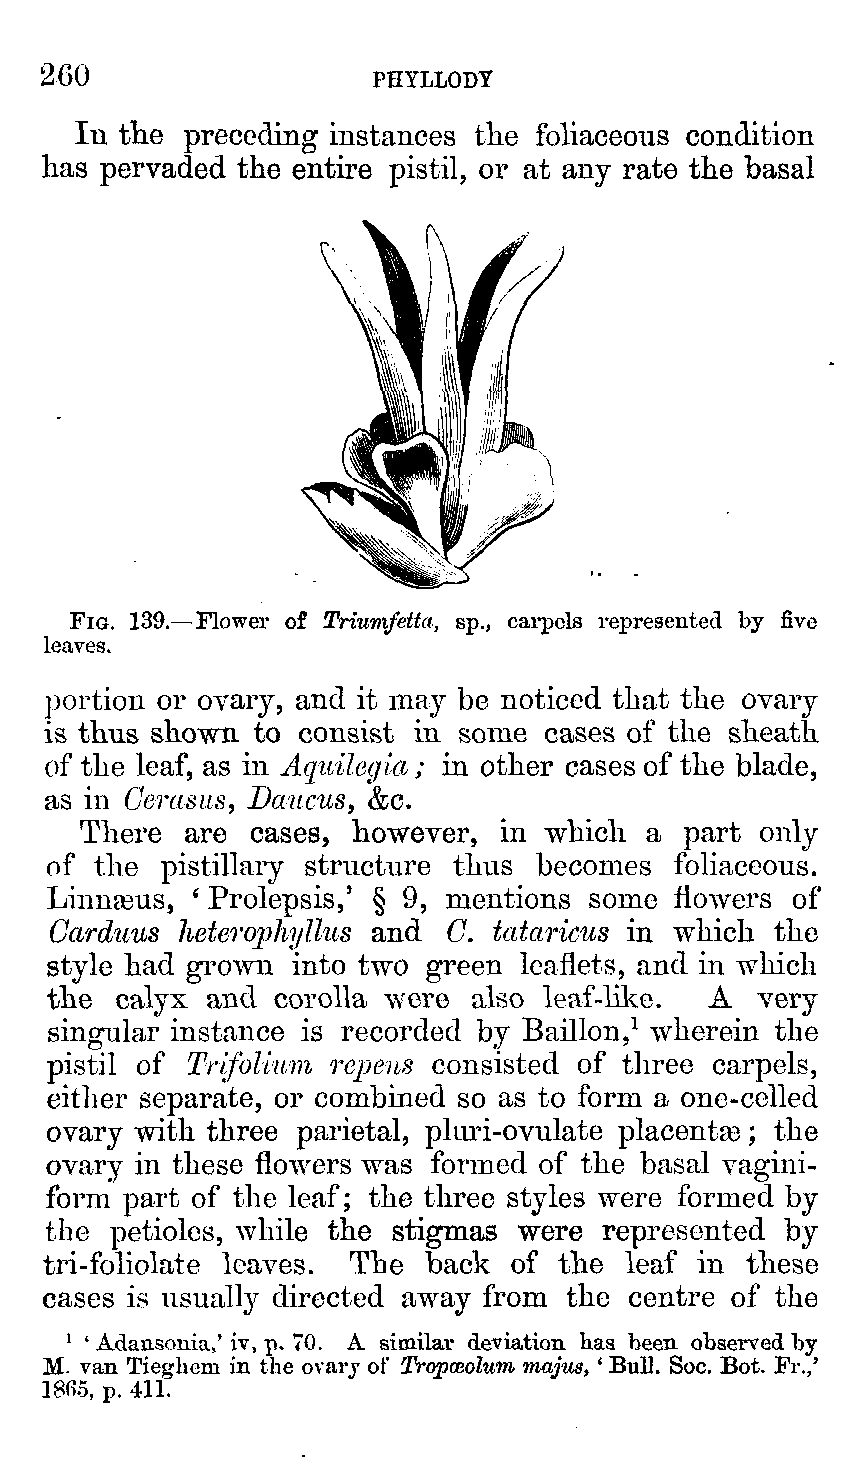 260 PHYLLODY
In the preceding instances the foliaceous condition
has pervaded the entire pistil, or at any rate the basal
FIG. 139.—Flower of Triumfetta, sp., carpels represented by five
leaves.
portion or ovary, and it may be noticed that the ovary
is thus shown to consist in some cases of the sheath
of the leaf, as in Aquilegia; in other cases of the blade,
as in Cerasus, Daucus, &c.
There are cases, however, in which a part only
of the pistillary structure thus becomes foliaceous.
Linnæus, ‘Prolepsis,’ § 9, mentions some flowers of
Carduus heterophyllus and C. tataricus in which the
style had grown into two green leaflets, and in which
the calyx and corolla were also leaf-like. A very
singular instance is recorded by Baillon,¹ wherein the
pistil of Trifolium repens consisted of three carpels,
either separate, or combined so as to form a one-celled
ovary with three parietal, pluri-ovulate placentæ; the
ovary in these flowers was formed of the basal vagini-
form part of the leaf; the three styles were formed by
the petioles, while the stigmas were represented by
tri-foliolate leaves. The back of the leaf in these
cases is usually directed away from the centre of the
¹ ‘Adansonia,’ iv, p. 70. A similar deviation has been observed by
M. van Tieghem in the ovary of Tropæolum majus, ‘Bull. Soc. Bot. Fr.,’
1865, p. 411.